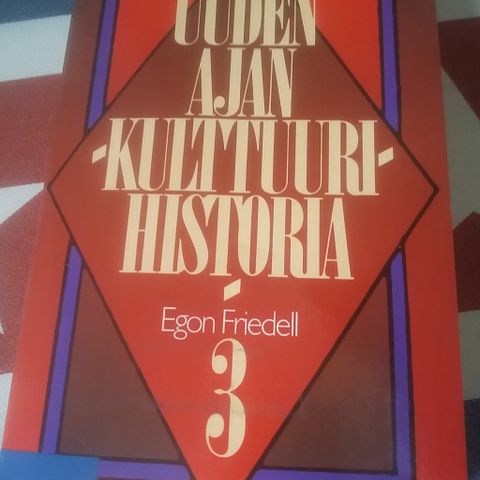 UUDEN
AJAN
-KULTTUURI-
HISTORIA
-
Egon Friedell
3